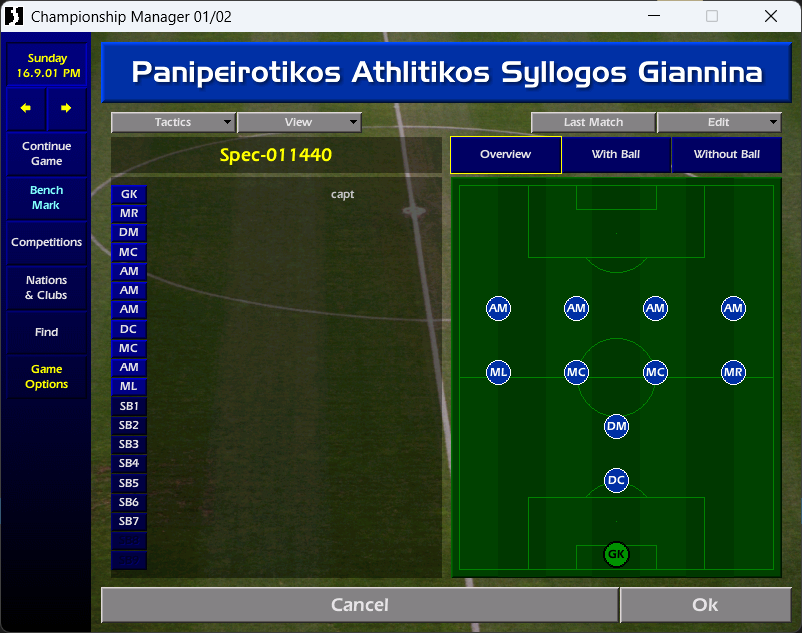 Championship Manager 01/02
Sunday
16.9.01 PM
Continue
Game
Bench
Mark
Competitions
Nations
& Clubs
Find
Game
Options
Panipeirotikos Athlitikos Syllogos Giannina
Tactics
View
Last Match
Edit
Spec-011440
Overview
With Ball
Without Ball
GK
capt
MR
DM
MC
AM
AM
AM
DC
MC
AM
ML
SB1
SB2
SB3
SB4
SB5
SB6
SB7
AM AM AM AM
ML MC MC MR
DM
DC
GK
Cancel
Ok